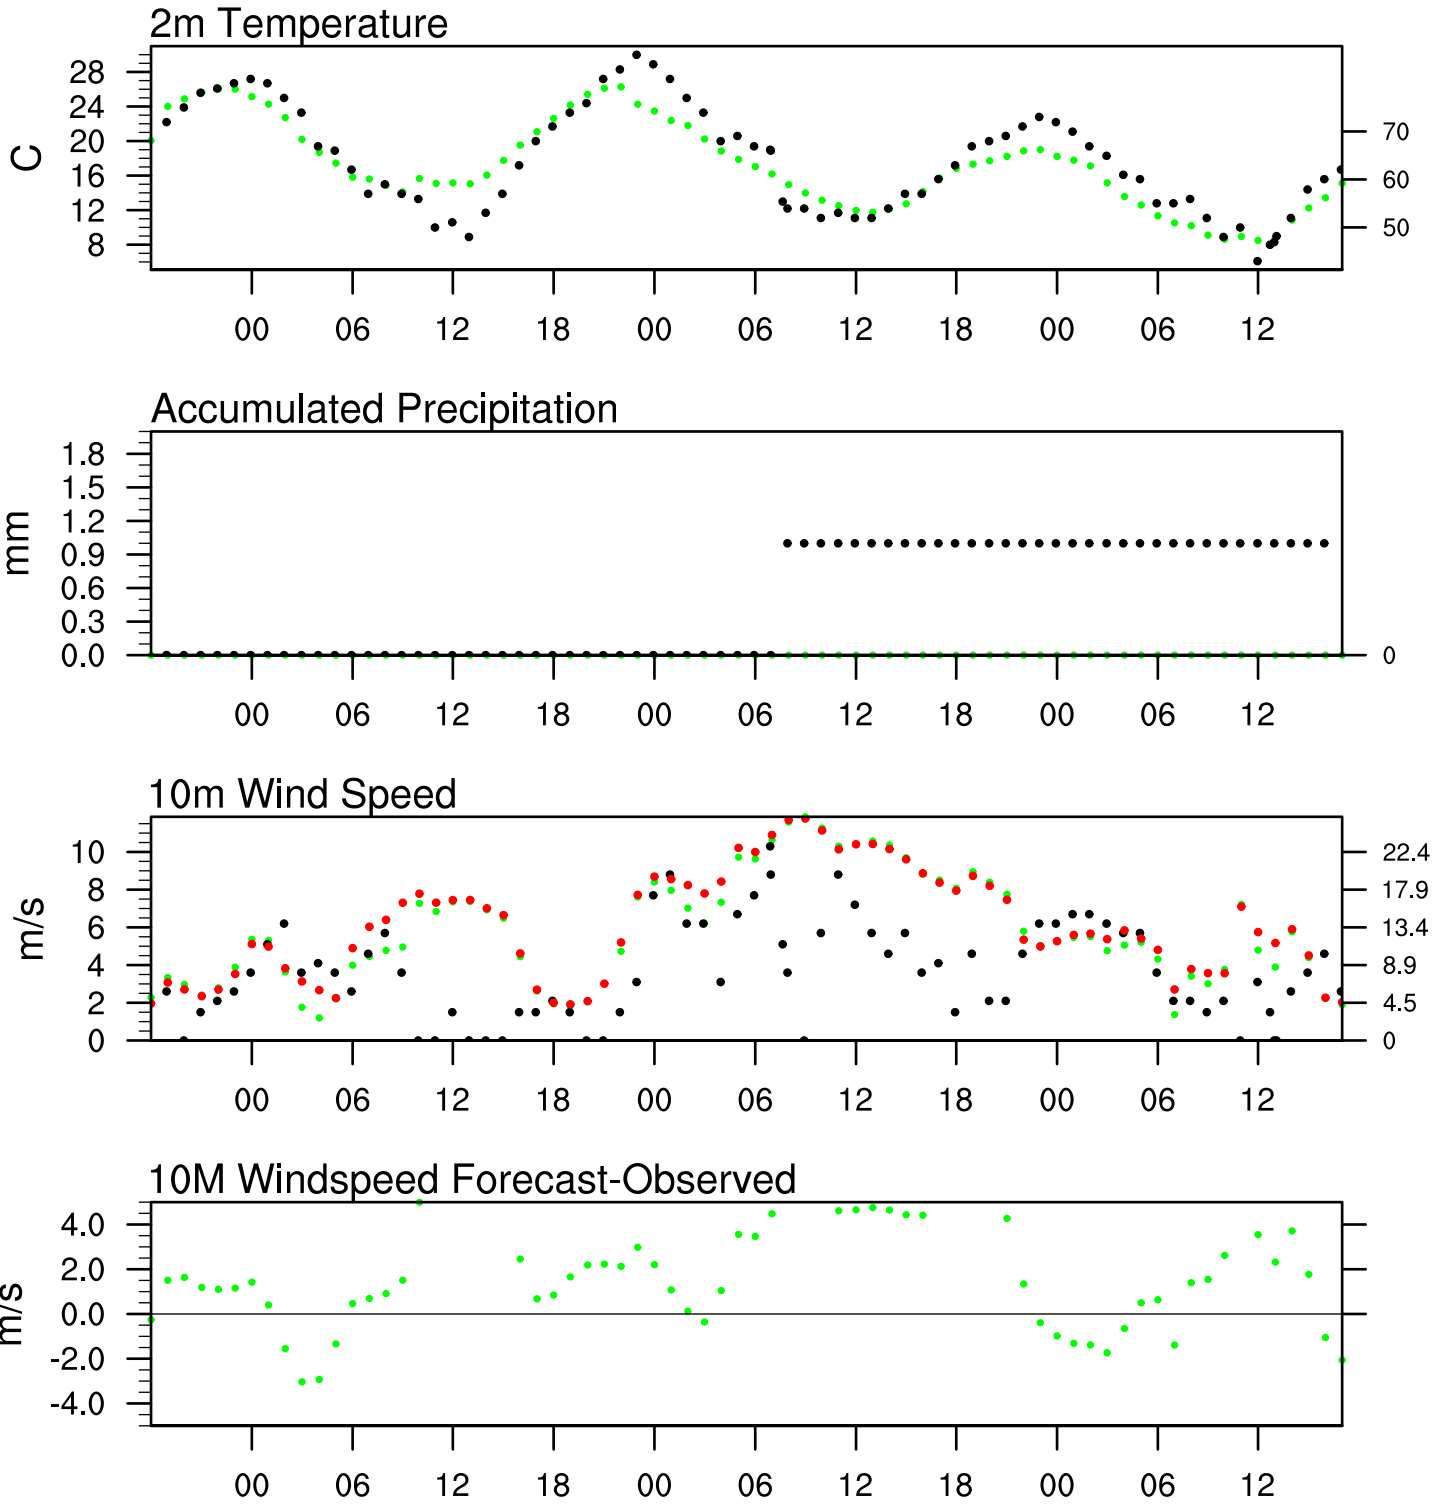 2m Temperature
28
24
20
16
12
8
C
70
60
50
00 06 12 18 00 06 12 18 00 06 12
Accumulated Precipitation
1.8
1.5
1.2
0.9
0.6
0.3
0.0
mm
0
00 06 12 18 00 06 12 18 00 06 12
10m Wind Speed
10
8
6
4
2
0
m/s
22.4
17.9
13.4
8.9
4.5
0
00 06 12 18 00 06 12 18 00 06 12
10M Windspeed Forecast-Observed
4.0
2.0
0.0
-2.0
-4.0
m/s
00 06 12 18 00 06 12 18 00 06 12